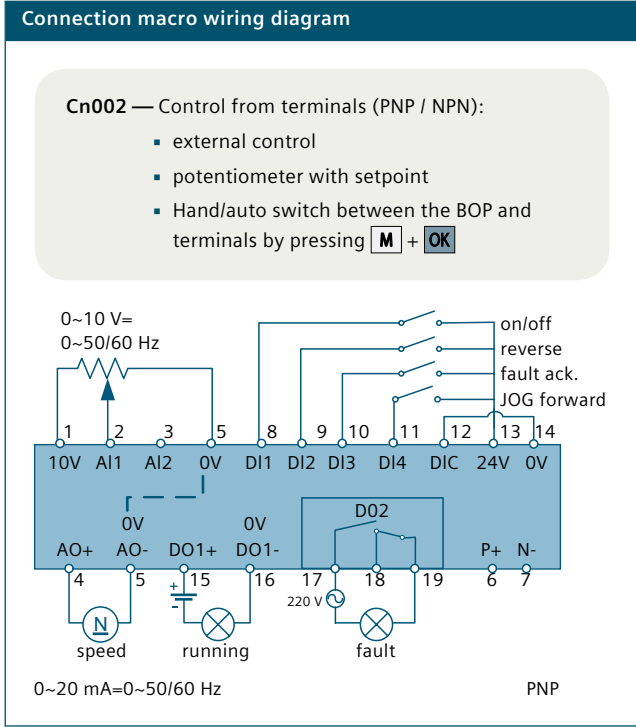 Connection macro wiring diagram
Cn002 — Control from terminals (PNP / NPN):
▪ external control
▪ potentiometer with setpoint
▪ Hand/auto switch between the BOP and
terminals by pressing M + OK
0~10 V=
0~50/60 Hz
on/off
reverse
fault ack.
JOG forward
1 2 3 5 8 9 10 11 12 13 14
10V AI1 AI2 0V DI1 DI2 DI3 DI4 DIC 24V 0V
D02
0V 0V
AO+ AO- DO1+ DO1- P+ N-
4 5 15 16 17 18 19 6 7
+
-
220 V
N
speed running fault
0~20 mA=0~50/60 Hz PNP